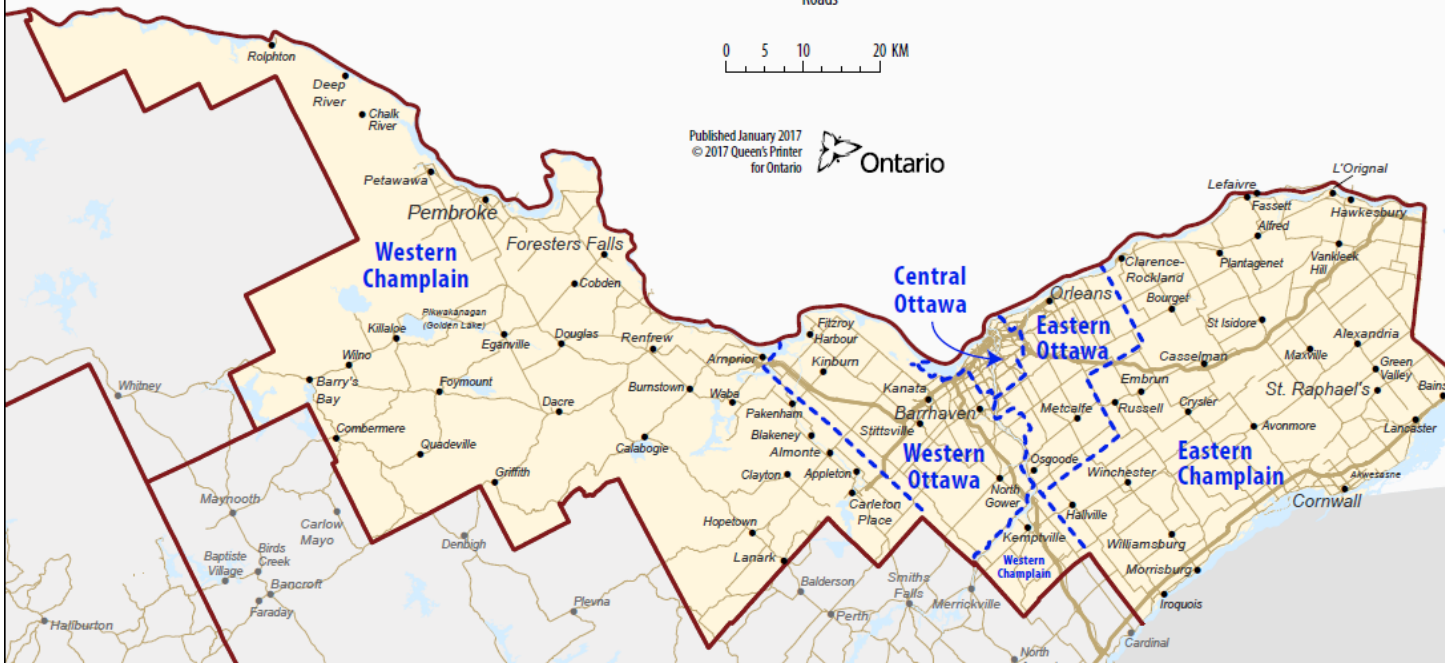 Roads
0 5 10 20 KM
Published January 2017
© 2017 Queen's Printer
for Ontario
Ontario
Rolphton
Deep
River
Chalk
River
Petawawa
Pembroke
Western
Champlain
Foresters Falls
Cobden
Pikwakanagan
(Golden Lake)
Killaloe
Eganville
Douglas
Renfrew
Wilno
Barry's
Bay
Foymount
Dacre
Burnstown
Waba
Arnprior
Combermere
Quadeville
Griffith
Calabogie
Pakenham
Blakeney
Almonte
Clayton
Appleton
Carleton
Place
Hopetown
Lanark
Fitzroy
Harbour
Kinburn
Kanata
Barrhaven
Stittsville
Western
Ottawa
North
Gower
Central
Ottawa
Orleans
Eastern
Ottawa
Metcalfe
Osgoode
Kemptville
Western
Champlain
Lefaivre
Fassett
L'Orignal
Hawkesbury
Alfred
Clarence-
Rockland
Plantagenet
Vankleek
Hill
Bourget
St Isidore
Alexandria
Maxville
Green
Valley
Casselman
St. Raphael's
Bains
Embrun
Russell
Crysler
Avonmore
Lancaster
Winchester
Eastern
Champlain
Akwesasne
Cornwall
Hallville
Williamsburg
Morrisburg
Iroquois
Cardinal
Whitney
Maynooth
Carlow
Mayo
Baptiste
Village
Birds
Creek
Bancroft
Faraday
Haliburton
Denbigh
Plevna
Balderson
Perth
Smiths
Falls
Merrickville
North